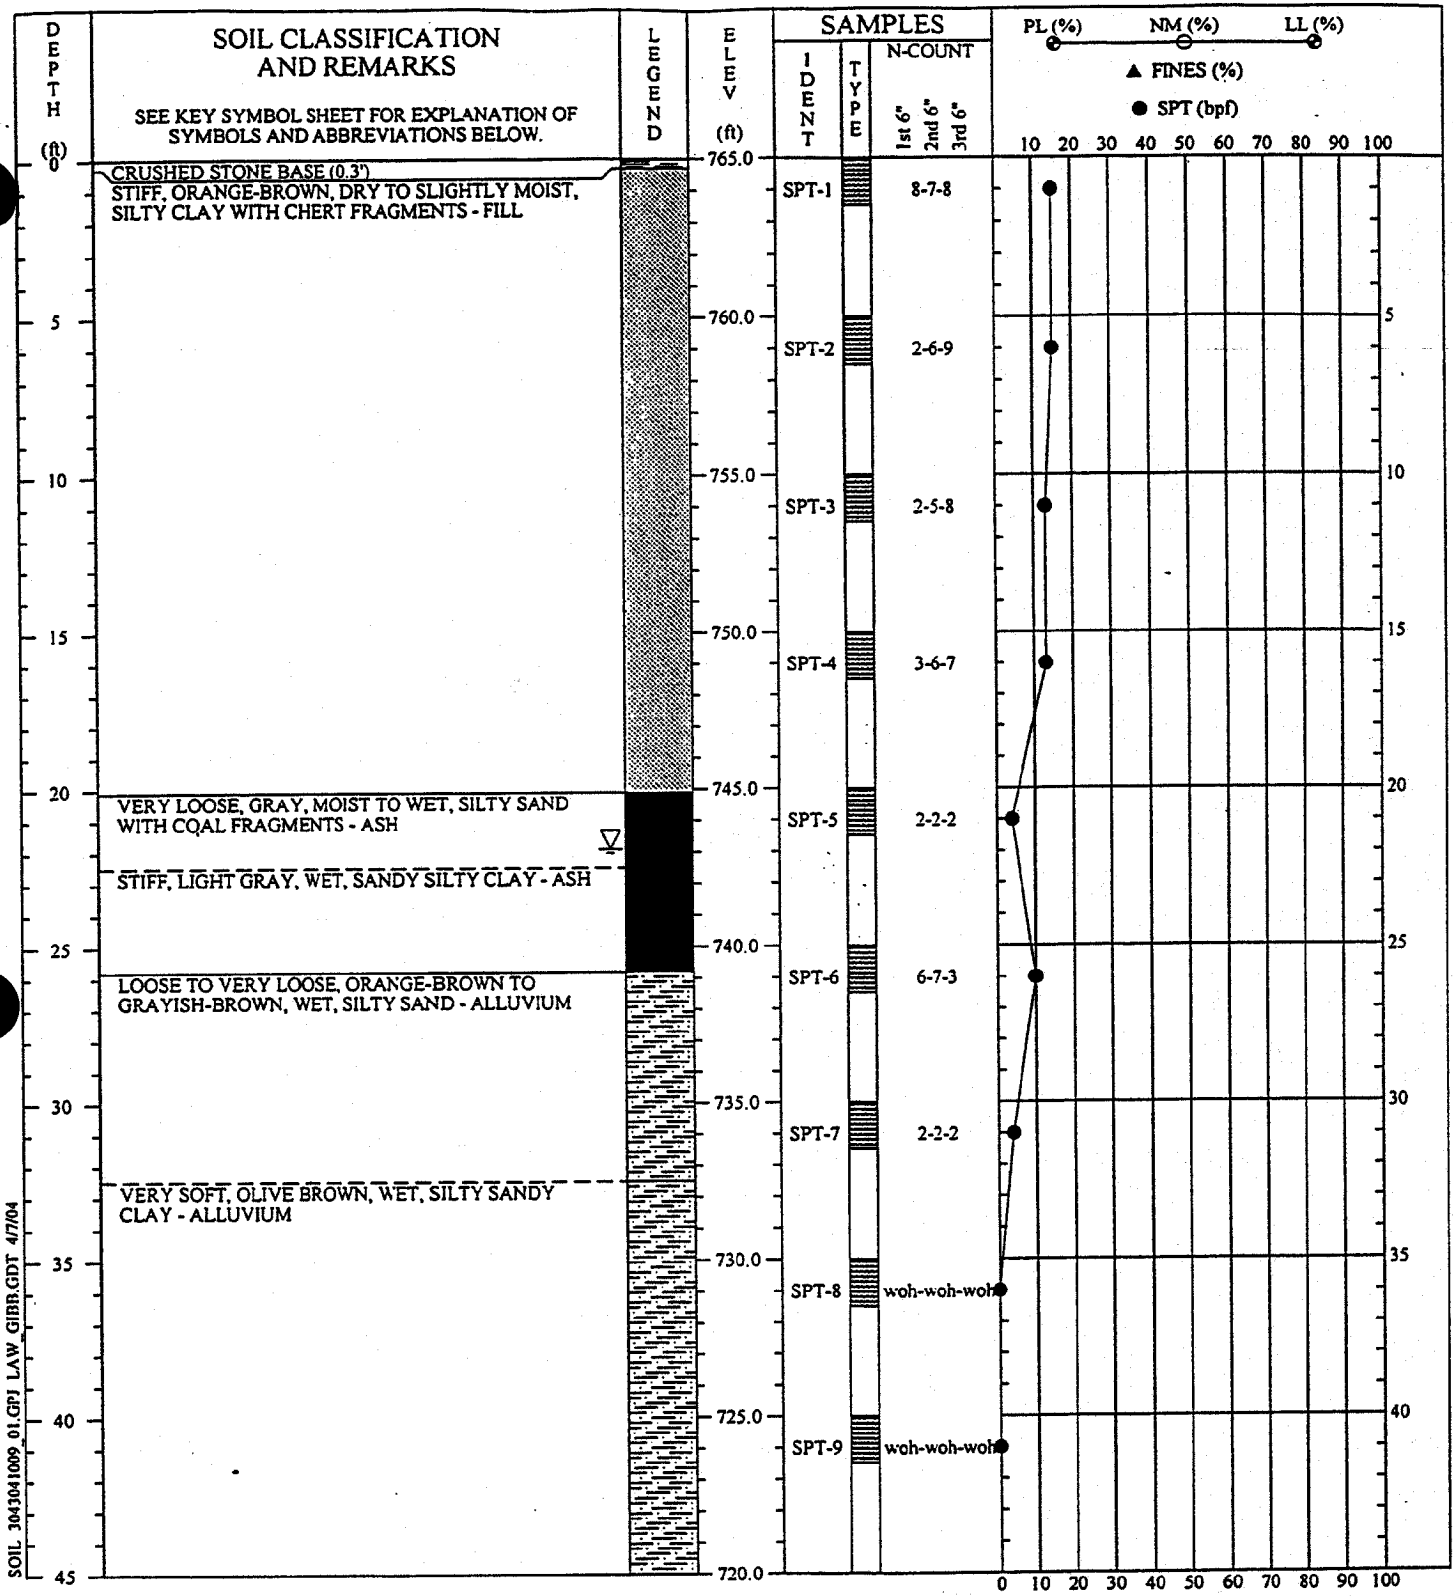 DEPTH
(ft)
SOIL CLASSIFICATION
AND REMARKS
SEE KEY SYMBOL SHEET FOR EXPLANATION OF
SYMBOLS AND ABBREVIATIONS BELOW.
LEGEND
ELEV
(ft)
SAMPLES
IDENT
TYPE
N-COUNT
1st 6"
2nd 6"
3rd 6"
PL (%) NM (%) LL (%)
▲ FINES (%)
● SPT (bpf)
10 20 30 40 50 60 70 80 90 100
0
CRUSHED STONE BASE (0.3')
765.0
STIFF, ORANGE-BROWN, DRY TO SLIGHTLY MOIST,
SILTY CLAY WITH CHERT FRAGMENTS - FILL
SPT-1 8-7-8
5 760.0 5
SPT-2 2-6-9
10 755.0 10
SPT-3 2-5-8
15 750.0 15
SPT-4 3-6-7
20 745.0 20
VERY LOOSE, GRAY, MOIST TO WET, SILTY SAND
WITH COAL FRAGMENTS - ASH
SPT-5 2-2-2
STIFF, LIGHT GRAY, WET, SANDY SILTY CLAY - ASH
25 740.0 25
SPT-6 6-7-3
LOOSE TO VERY LOOSE, ORANGE-BROWN TO
GRAYISH-BROWN, WET, SILTY SAND - ALLUVIUM
30 735.0 30
SPT-7 2-2-2
VERY SOFT, OLIVE BROWN, WET, SILTY SANDY
CLAY - ALLUVIUM
35 730.0 35
SPT-8 woh-woh-woh
40 725.0 40
SPT-9 woh-woh-woh
45 720.0
0 10 20 30 40 50 60 70 80 90 100
SOIL 3043041009_01.GPJ LAW_GIBB.GDT 4/7/04